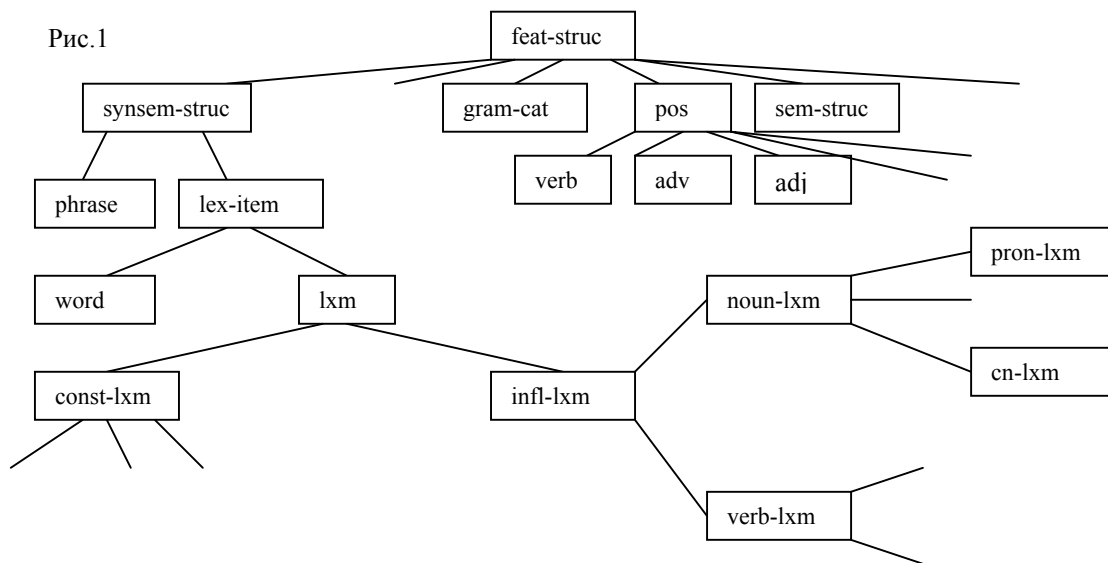 Рис.1
feat-struc
synsem-struc
gram-cat
pos
sem-struc
verb
adv
adj
phrase
lex-item
pron-lxm
word
lxm
noun-lxm
cn-lxm
const-lxm
infl-lxm
verb-lxm